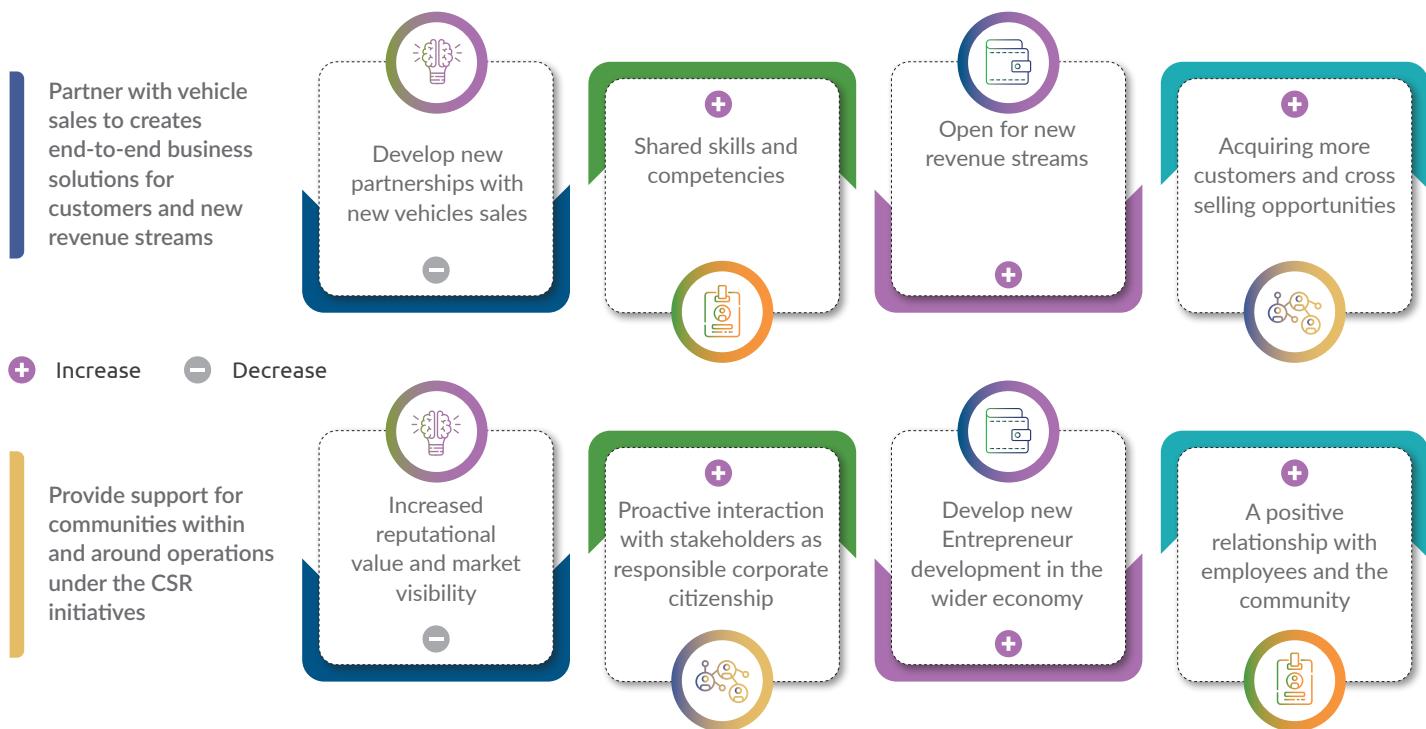 Partner with vehicle
sales to creates
end-to-end business
solutions for
customers and new
revenue streams
Develop new
partnerships with
new vehicles sales
Shared skills and
competencies
Open for new
revenue streams
Acquiring more
customers and cross
selling opportunities
Increase
Decrease
Provide support for
communities within
and around operations
under the CSR
initiatives
Increased
reputational
value and market
visibility
Proactive interaction
with stakeholders as
responsible corporate
citizenship
Develop new
Entrepreneur
development in the
wider economy
A positive
relationship with
employees and the
community